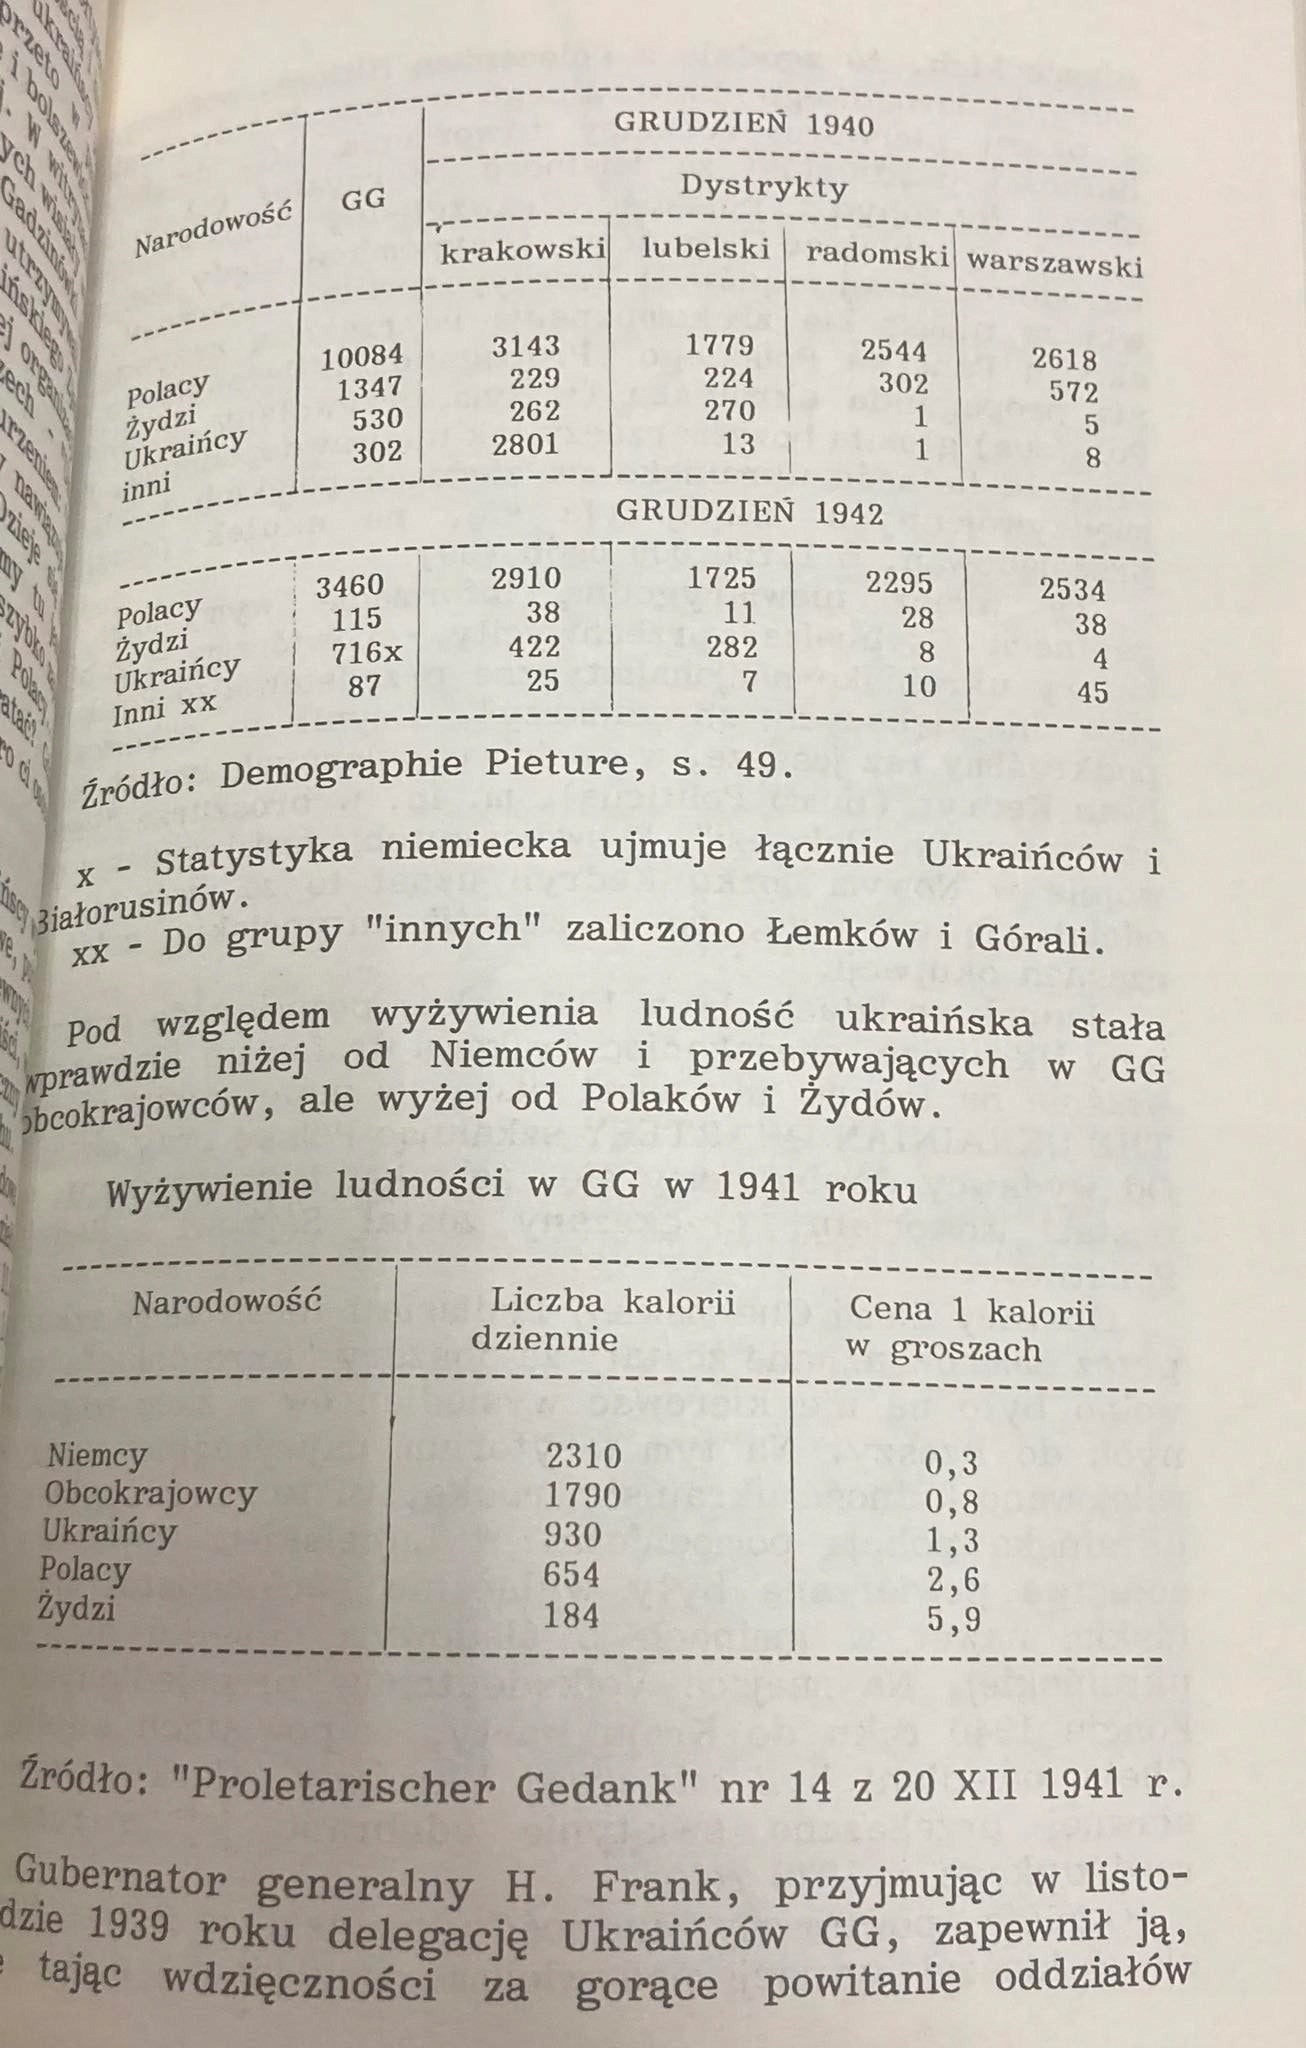 GRUDZIEŃ 1940
Narodowość GG Dystrykty
krakowski lubelski radomski warszawski
Polacy 10084 3143 1779 2544 2618
Żydzi 1347 229 224 302 572
Ukraińcy 530 262 270 1 5
inni 302 2801 13 1 8
GRUDZIEŃ 1942
Polacy 3460 2910 1725 2295 2534
Żydzi 115 38 11 28 38
Ukraińcy 716x 422 282 8 4
Inni xx 87 25 7 10 45
Źródło: Demographie Pieture, s. 49.
x - Statystyka niemiecka ujmuje łącznie Ukraińców i
Białorusinów.
xx - Do grupy "innych" zaliczono Łemków i Górali.
Pod względem wyżywienia ludność ukraińska stała
wprawdzie niżej od Niemców i przebywających w GG
obcokrajowców, ale wyżej od Polaków i Żydów.
Wyżywienie ludności w GG w 1941 roku
Narodowość Liczba kalorii Cena 1 kalorii
dziennie w groszach
Niemcy 2310 0,3
Obcokrajowcy 1790 0,8
Ukraińcy 930 1,3
Polacy 654 2,6
Żydzi 184 5,9
Źródło: "Proletarischer Gedank" nr 14 z 20 XII 1941 r.
Gubernator generalny H. Frank, przyjmując w listo-
dzie 1939 roku delegację Ukraińców GG, zapewnił ją,
tając wdzięczności za gorące powitanie oddziałów